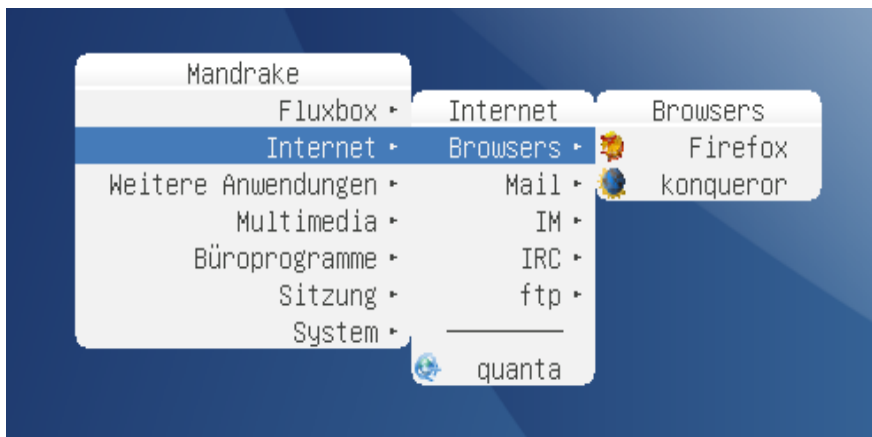 Mandrake
Fluxbox
Internet
Weitere Anwendungen
Multimedia
Büroprogramme
Sitzung
System
Internet
Browsers
Mail
IM
IRC
ftp
quanta
Browsers
Firefox
konqueror